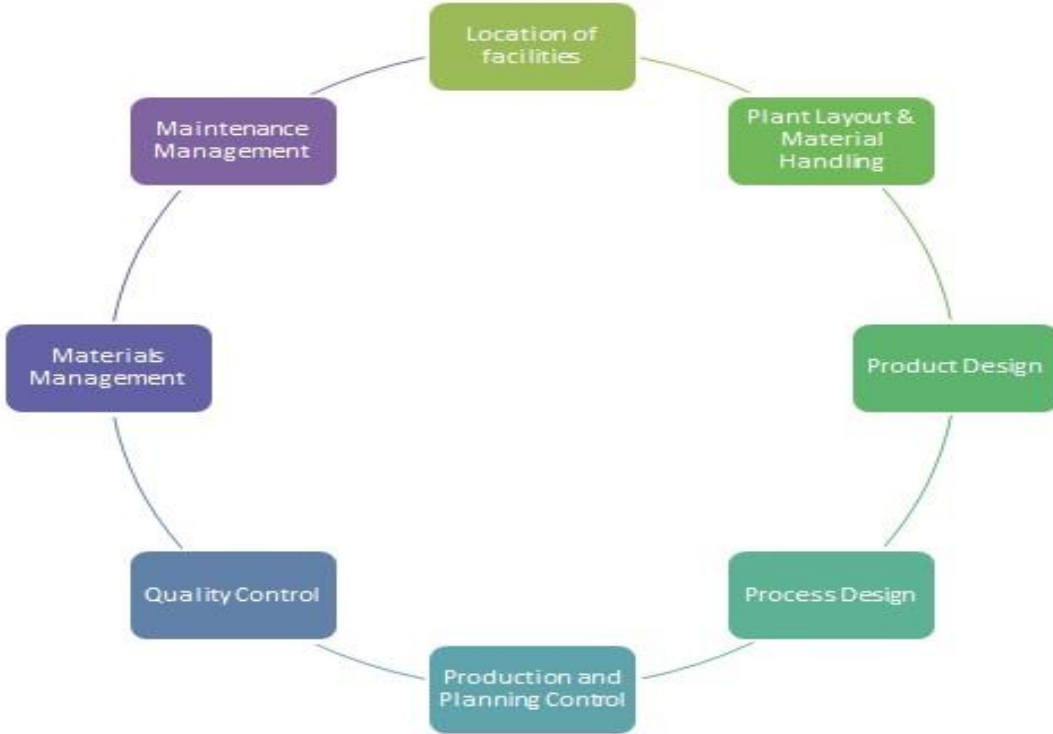 Location of
facilities
Plant Layout &
Material
Handling
Product Design
Process Design
Production and
Planning Control
Quality Control
Materials
Management
Maintenance
Management